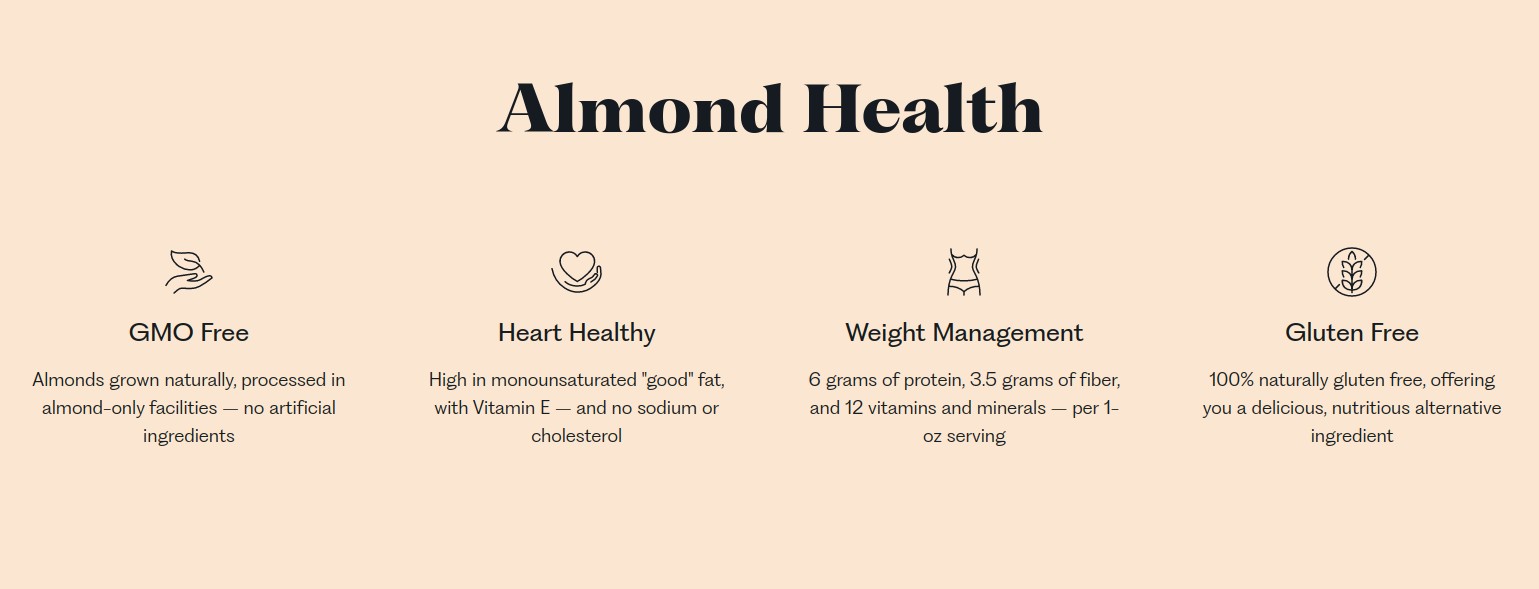 Almond Health
GMO Free
Almonds grown naturally, processed in
almond-only facilities — no artificial
ingredients
Heart Healthy
High in monounsaturated "good" fat,
with Vitamin E — and no sodium or
cholesterol
Weight Management
6 grams of protein, 3.5 grams of fiber,
and 12 vitamins and minerals — per 1-
oz serving
Gluten Free
100% naturally gluten free, offering
you a delicious, nutritious alternative
ingredient